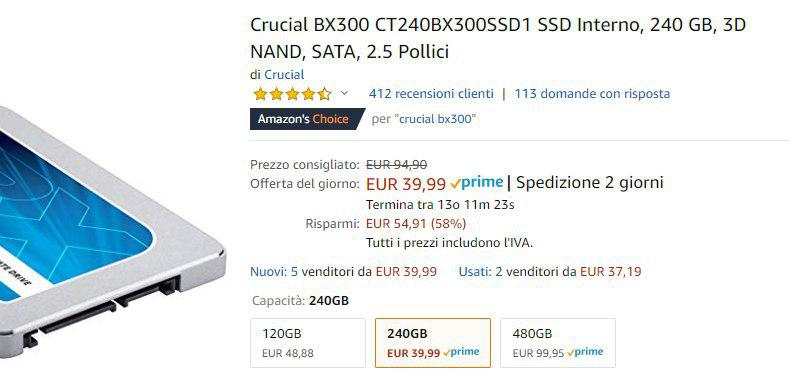 Crucial BX300 CT240BX300SSD1 SSD Interno, 240 GB, 3D
NAND, SATA, 2.5 Pollici
di Crucial
412 recensioni clienti | 113 domande con risposta
Amazon's Choice per "crucial bx300"
Prezzo consigliato: EUR 94,90
Offerta del giorno: EUR 39,99 prime | Spedizione 2 giorni
Termina tra 13o 11m 23s
Risparmi: EUR 54,91 (58%)
Tutti i prezzi includono l'IVA.
Nuovi: 5 venditori da EUR 39,99 Usati: 2 venditori da EUR 37,19
Capacità: 240GB
120GB 240GB 480GB
EUR 48,88 EUR 39,99 prime EUR 99,95 prime
ATE DRIVE